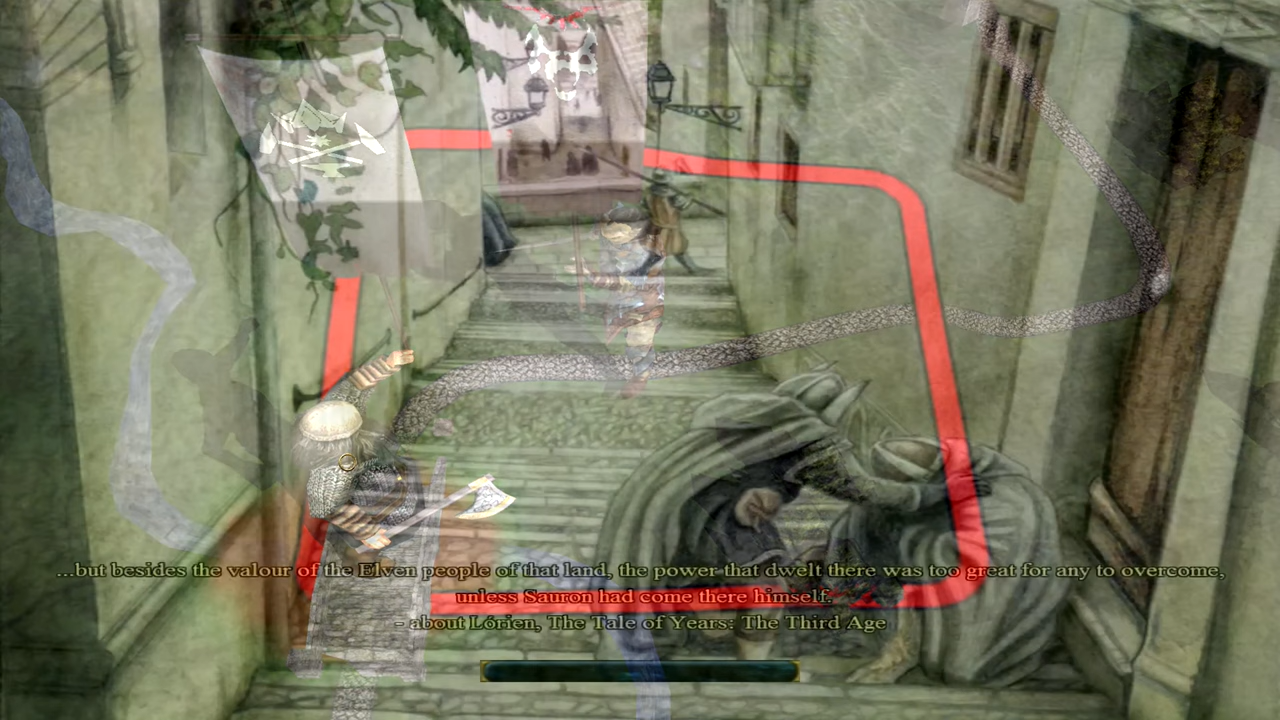 ...but besides the valour of the Elven people of that land, the power that dwelt there was too great for any to overcome,
unless Sauron had come there himself.
- about Lórien, The Tale of Years: The Third Age